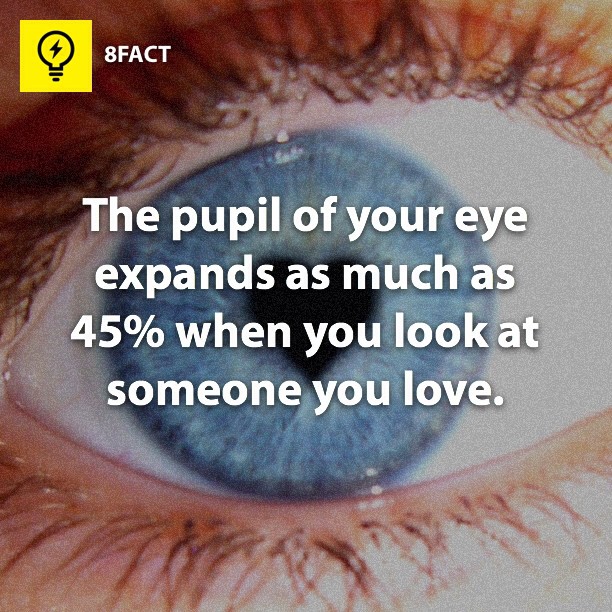 8FACT
The pupil of your eye
expands as much as
45% when you look at
someone you love.